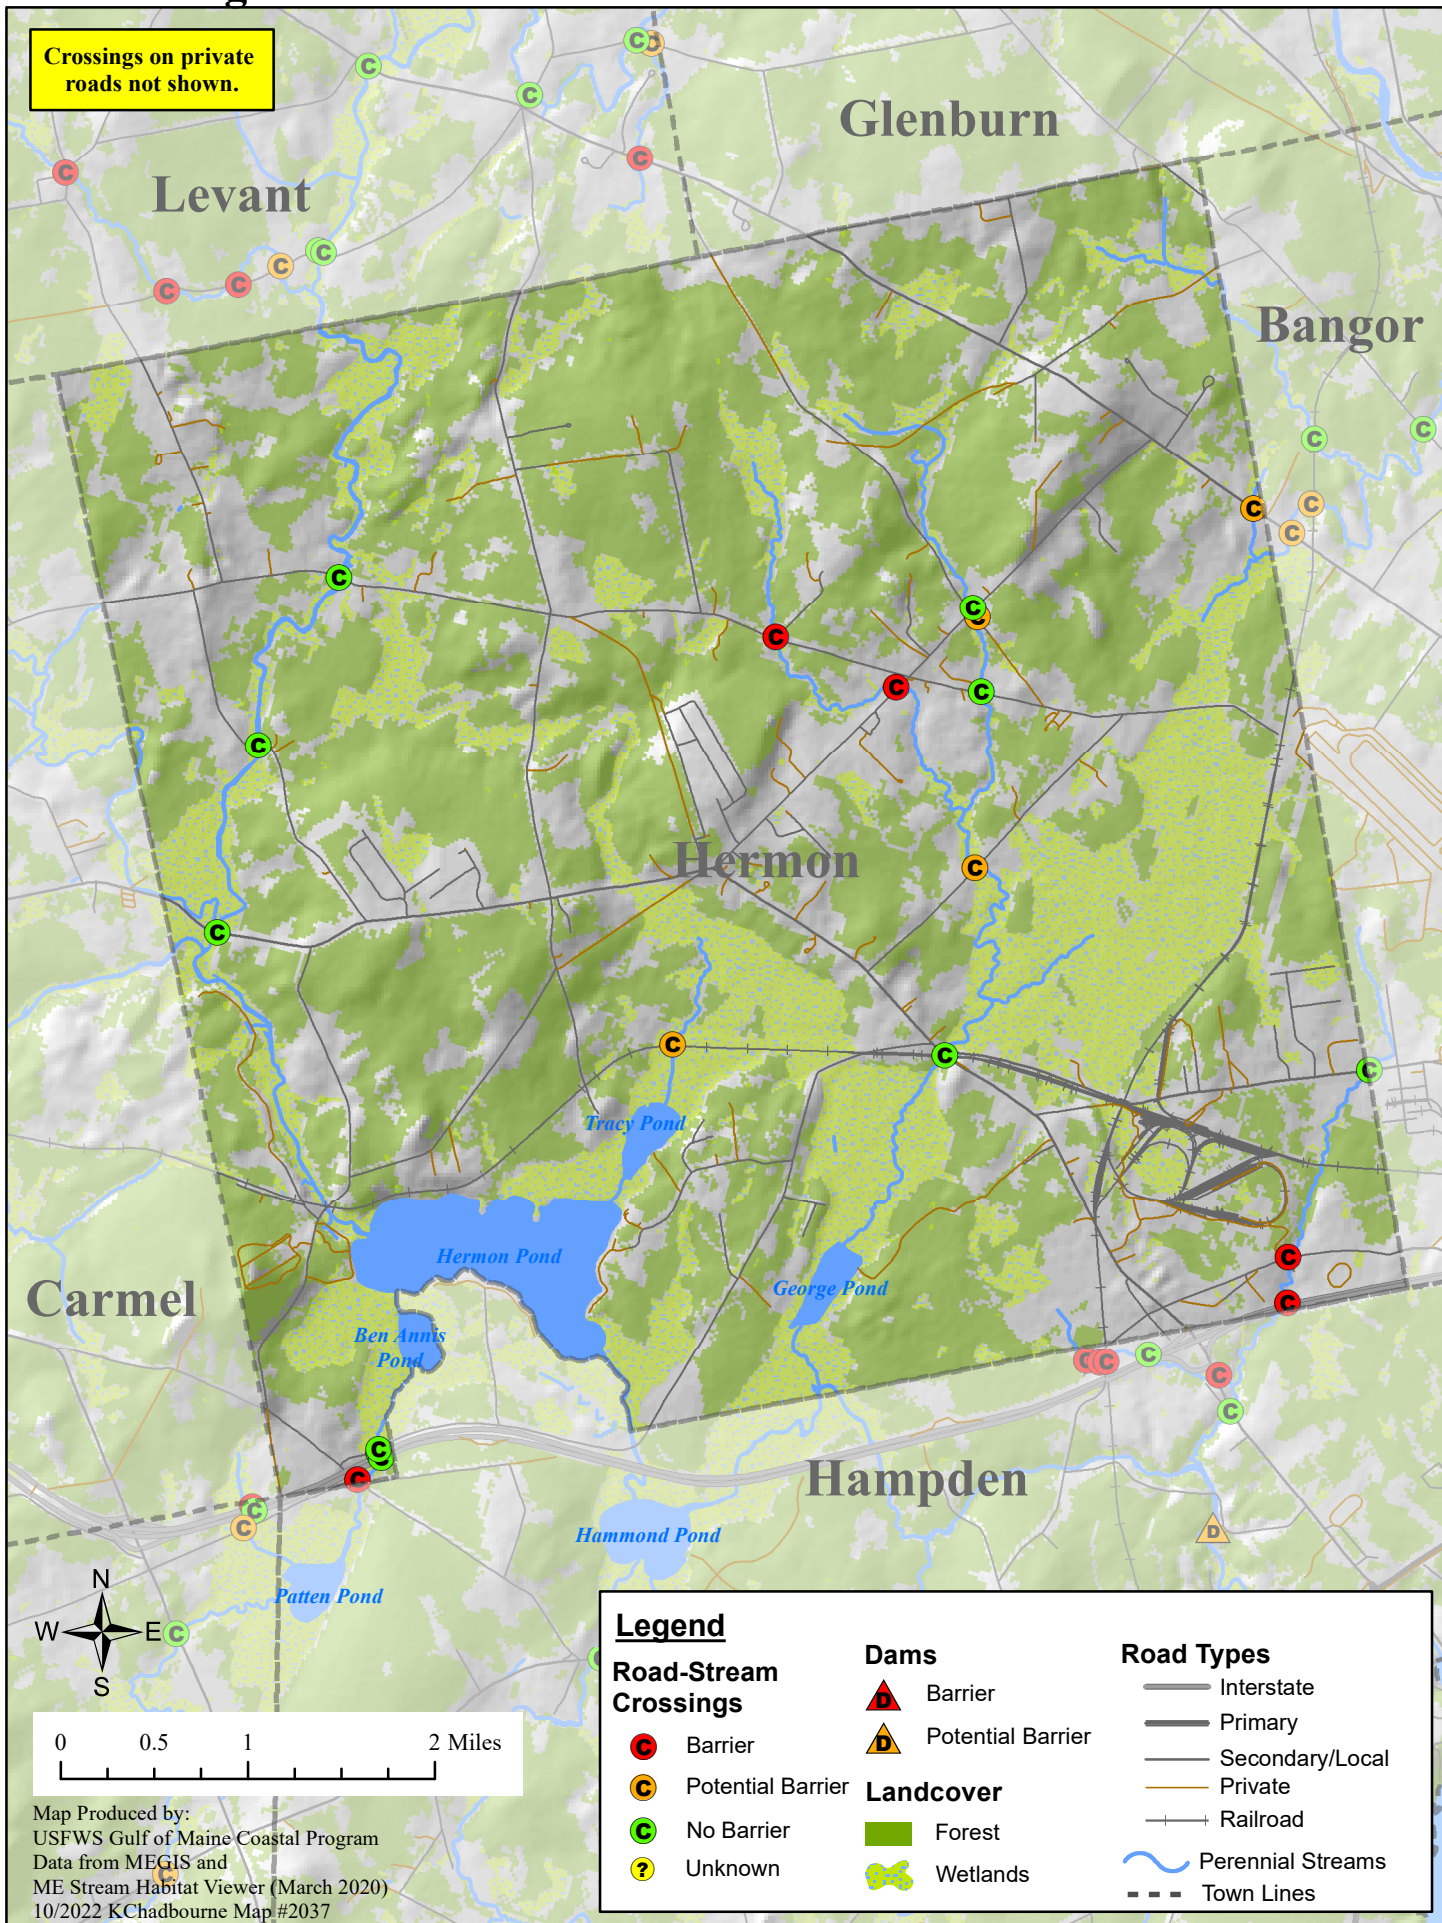 Crossings on private
roads not shown.
Glenburn
Levant
Bangor
Hermon
Tracy Pond
Hermon Pond
George Pond
Carmel
Ben Annis
Pond
Hampden
Hammond Pond
Patten Pond
N
W E
S
0 0.5 1 2 Miles
Map Produced by:
USFWS Gulf of Maine Coastal Program
Data from MEGIS and
ME Stream Habitat Viewer (March 2020)
10/2022 KChadbourne Map #2037
Legend
Road-Stream
Crossings
C Barrier
C Potential Barrier
C No Barrier
? Unknown
Dams
D Barrier
D Potential Barrier
Landcover
Forest
Wetlands
Road Types
Interstate
Primary
Secondary/Local
Private
Railroad
Perennial Streams
Town Lines